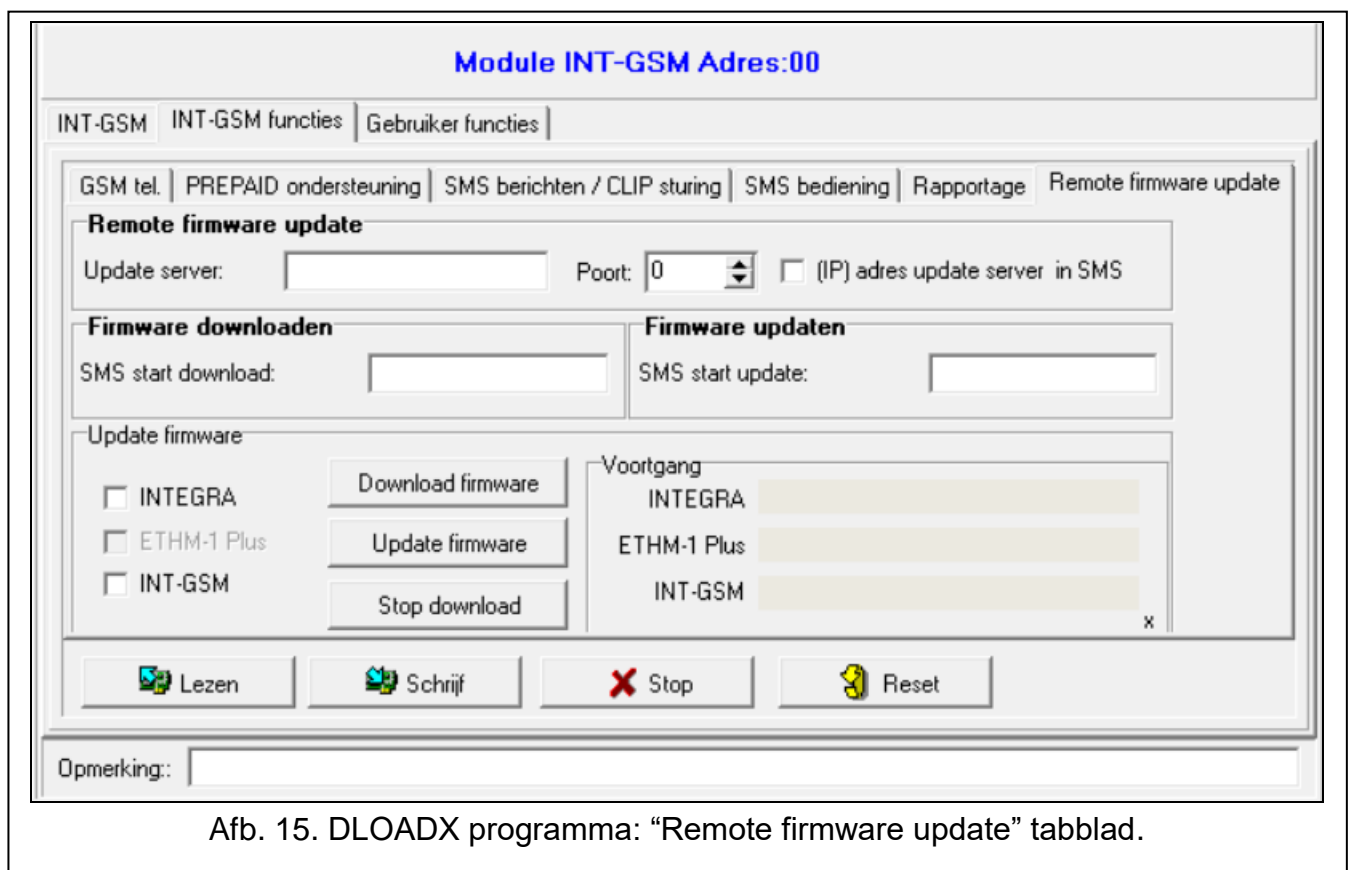 Module INT-GSM Adres:00
INT-GSM INT-GSM functies Gebruiker functies
GSM tel. PREPAID ondersteuning SMS berichten / CLIP sturing SMS bediening Rapportage Remote firmware update
Remote firmware update
Update server: Poort: 0 (IP) adres update server in SMS
Firmware downloaden Firmware updaten
SMS start download: SMS start update:
Update firmware
INTEGRA
ETHM-1 Plus
INT-GSM
Download firmware
Update firmware
Stop download
Voortgang
INTEGRA
ETHM-1 Plus
INT-GSM
x
Lezen Schrijf Stop Reset
Opmerking::
Afb. 15. DLOADX programma: “Remote firmware update” tabblad.